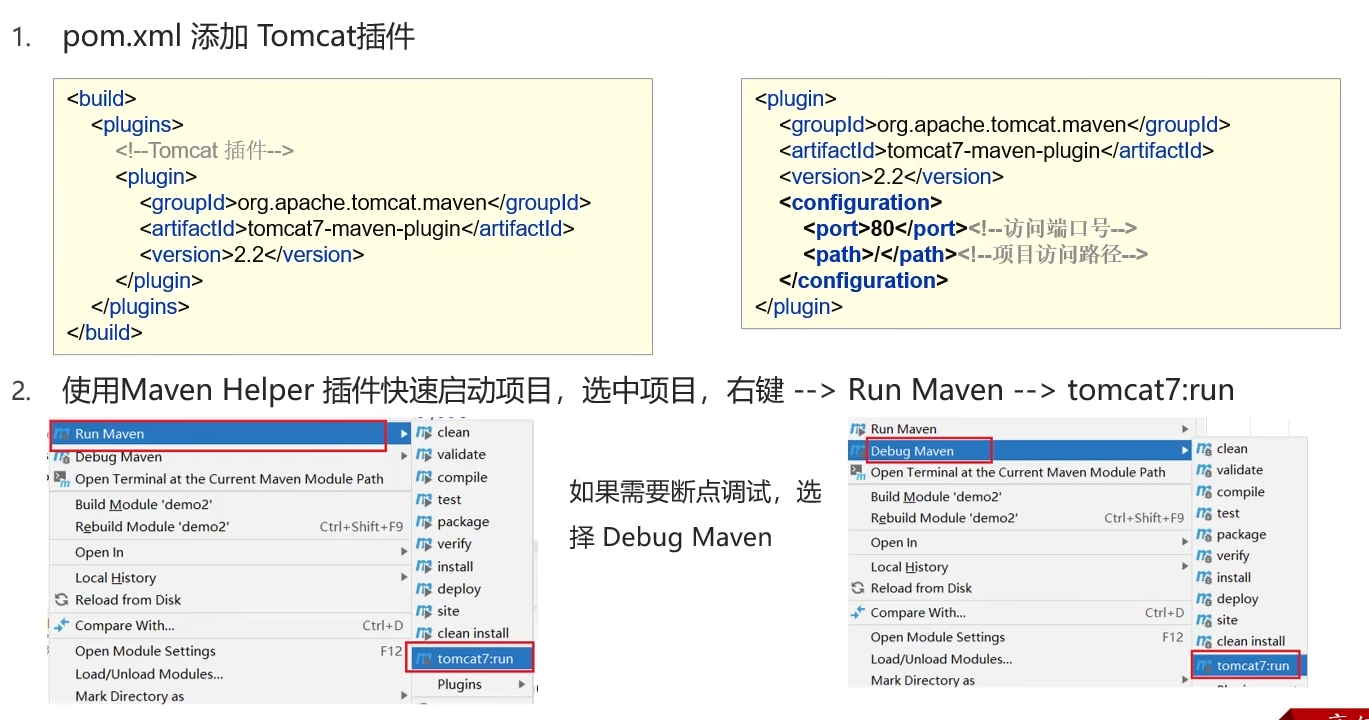 1. pom.xml 添加 Tomcat插件
<build>
<plugins>
<!--Tomcat 插件-->
<plugin>
<groupId>org.apache.tomcat.maven</groupId>
<artifactId>tomcat7-maven-plugin</artifactId>
<version>2.2</version>
</plugin>
</plugins>
</build>
<plugin>
<groupId>org.apache.tomcat.maven</groupId>
<artifactId>tomcat7-maven-plugin</artifactId>
<version>2.2</version>
<configuration>
<port>80</port><!--访问端口号-->
<path>/</path><!--项目访问路径-->
</configuration>
</plugin>
2. 使用Maven Helper 插件快速启动项目，选中项目，右键 --> Run Maven --> tomcat7:run
Run Maven
Debug Maven
Open Terminal at the Current Maven Module Path
Build Module 'demo2'
Rebuild Module 'demo2' Ctrl+Shift+F9
Open In
Local History
Reload from Disk
Compare With... Ctrl+D
Open Module Settings F12
Load/Unload Modules...
Mark Directory as
clean
validate
compile
test
package
verify
install
deploy
site
clean install
tomcat7:run
Plugins
如果需要断点调试，选
择 Debug Maven
Run Maven
Debug Maven
Open Terminal at the Current Maven Module Path
Build Module 'demo2'
Rebuild Module 'demo2' Ctrl+Shift+F9
Open In
Local History
Reload from Disk
Compare With... Ctrl+D
Open Module Settings F12
Load/Unload Modules...
Mark Directory as
clean
validate
compile
test
package
verify
install
deploy
site
clean install
tomcat7:run